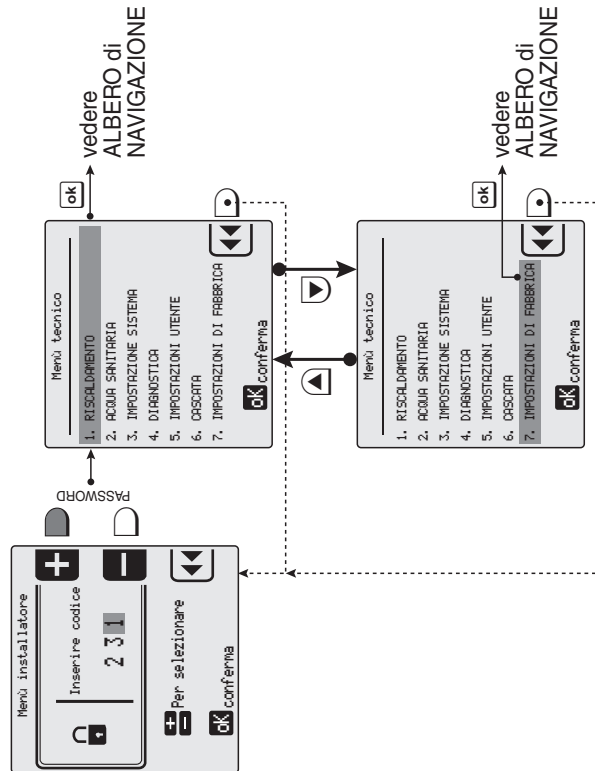 Menù installatore
Inserire codice
2 3 1
+
−
+
− Per selezionare
oK conferma
PASSWORD
Menù tecnico
1. RISCALDAMENTO
2. ACQUA SANITARIA
3. IMPOSTAZIONE SISTEMA
4. DIAGNOSTICA
5. IMPOSTAZIONI UTENTE
6. CASCATA
7. IMPOSTAZIONI DI FABBRICA
oK conferma
ok
vedere
ALBERO di
NAVIGAZIONE
Menù tecnico
1. RISCALDAMENTO
2. ACQUA SANITARIA
3. IMPOSTAZIONE SISTEMA
4. DIAGNOSTICA
5. IMPOSTAZIONI UTENTE
6. CASCATA
7. IMPOSTAZIONI DI FABBRICA
oK conferma
ok
vedere
ALBERO di
NAVIGAZIONE